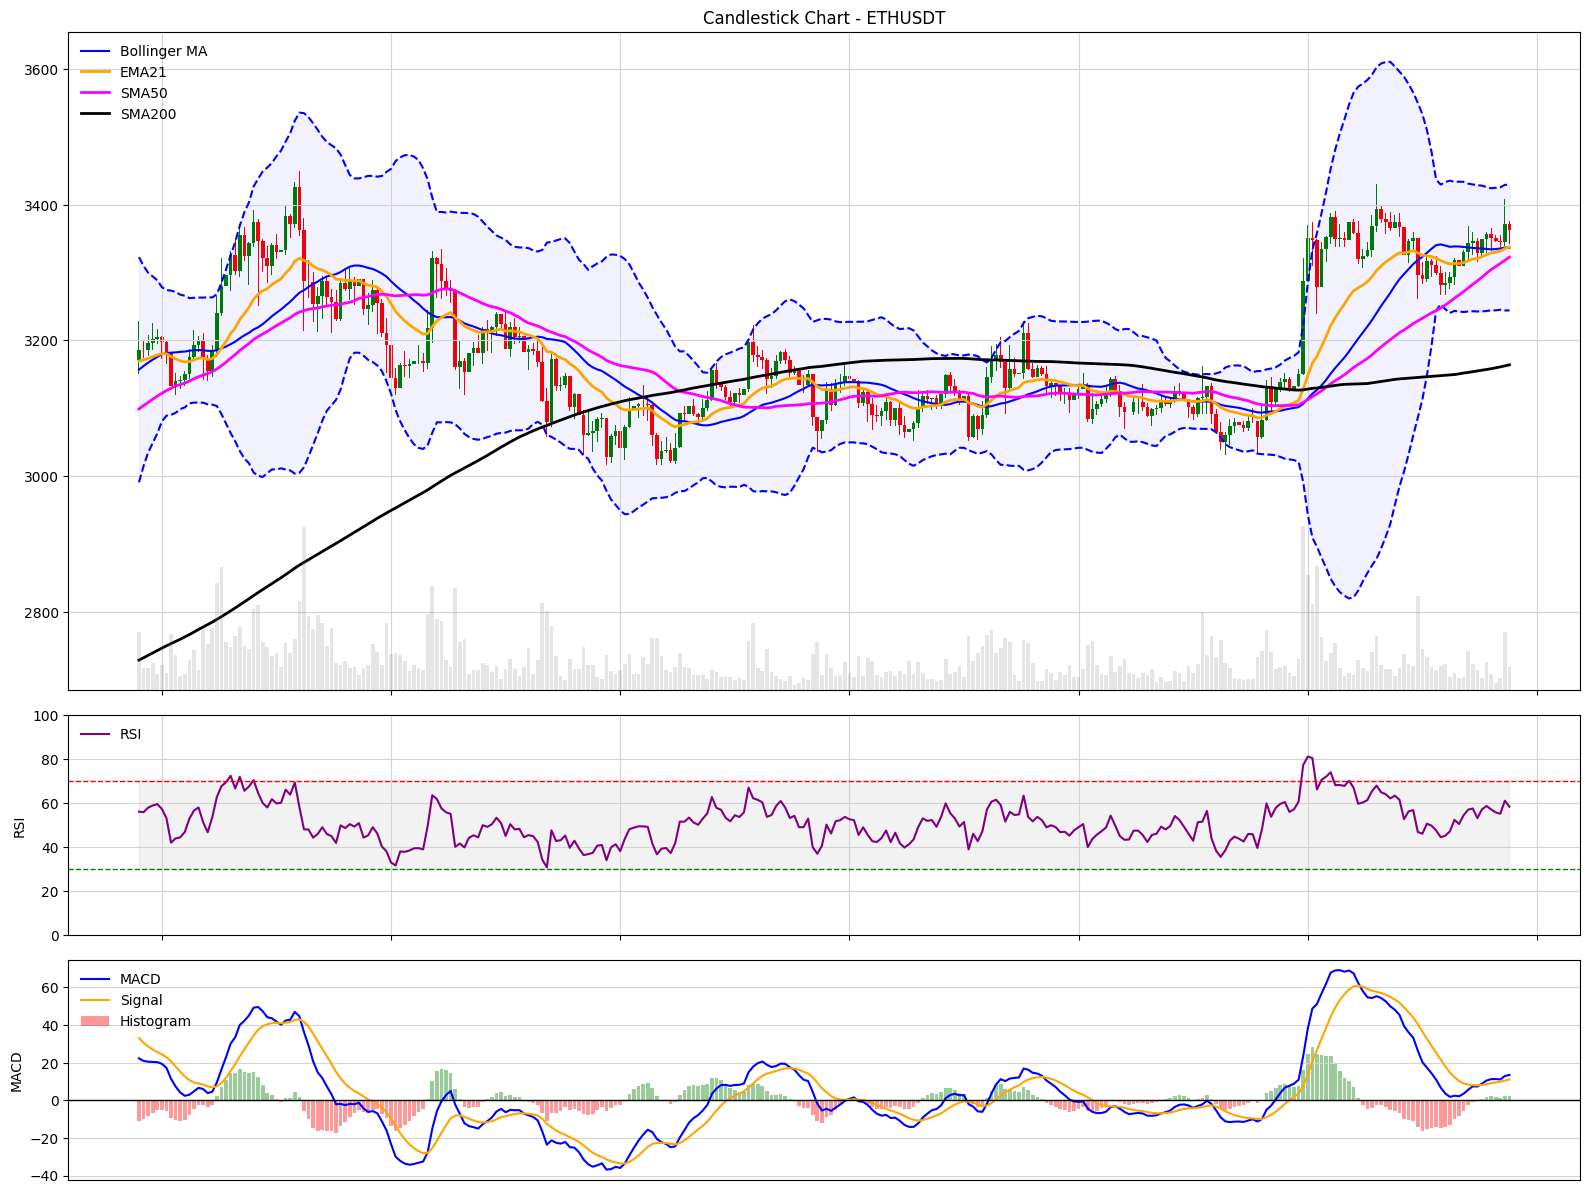 Candlestick Chart - ETHUSDT
Bollinger MA
EMA21
SMA50
SMA200
3600
3400
3200
3000
2800
RSI
100
80
60
40
20
0
RSI
MACD
Signal
Histogram
60
40
20
0
−20
−40
MACD